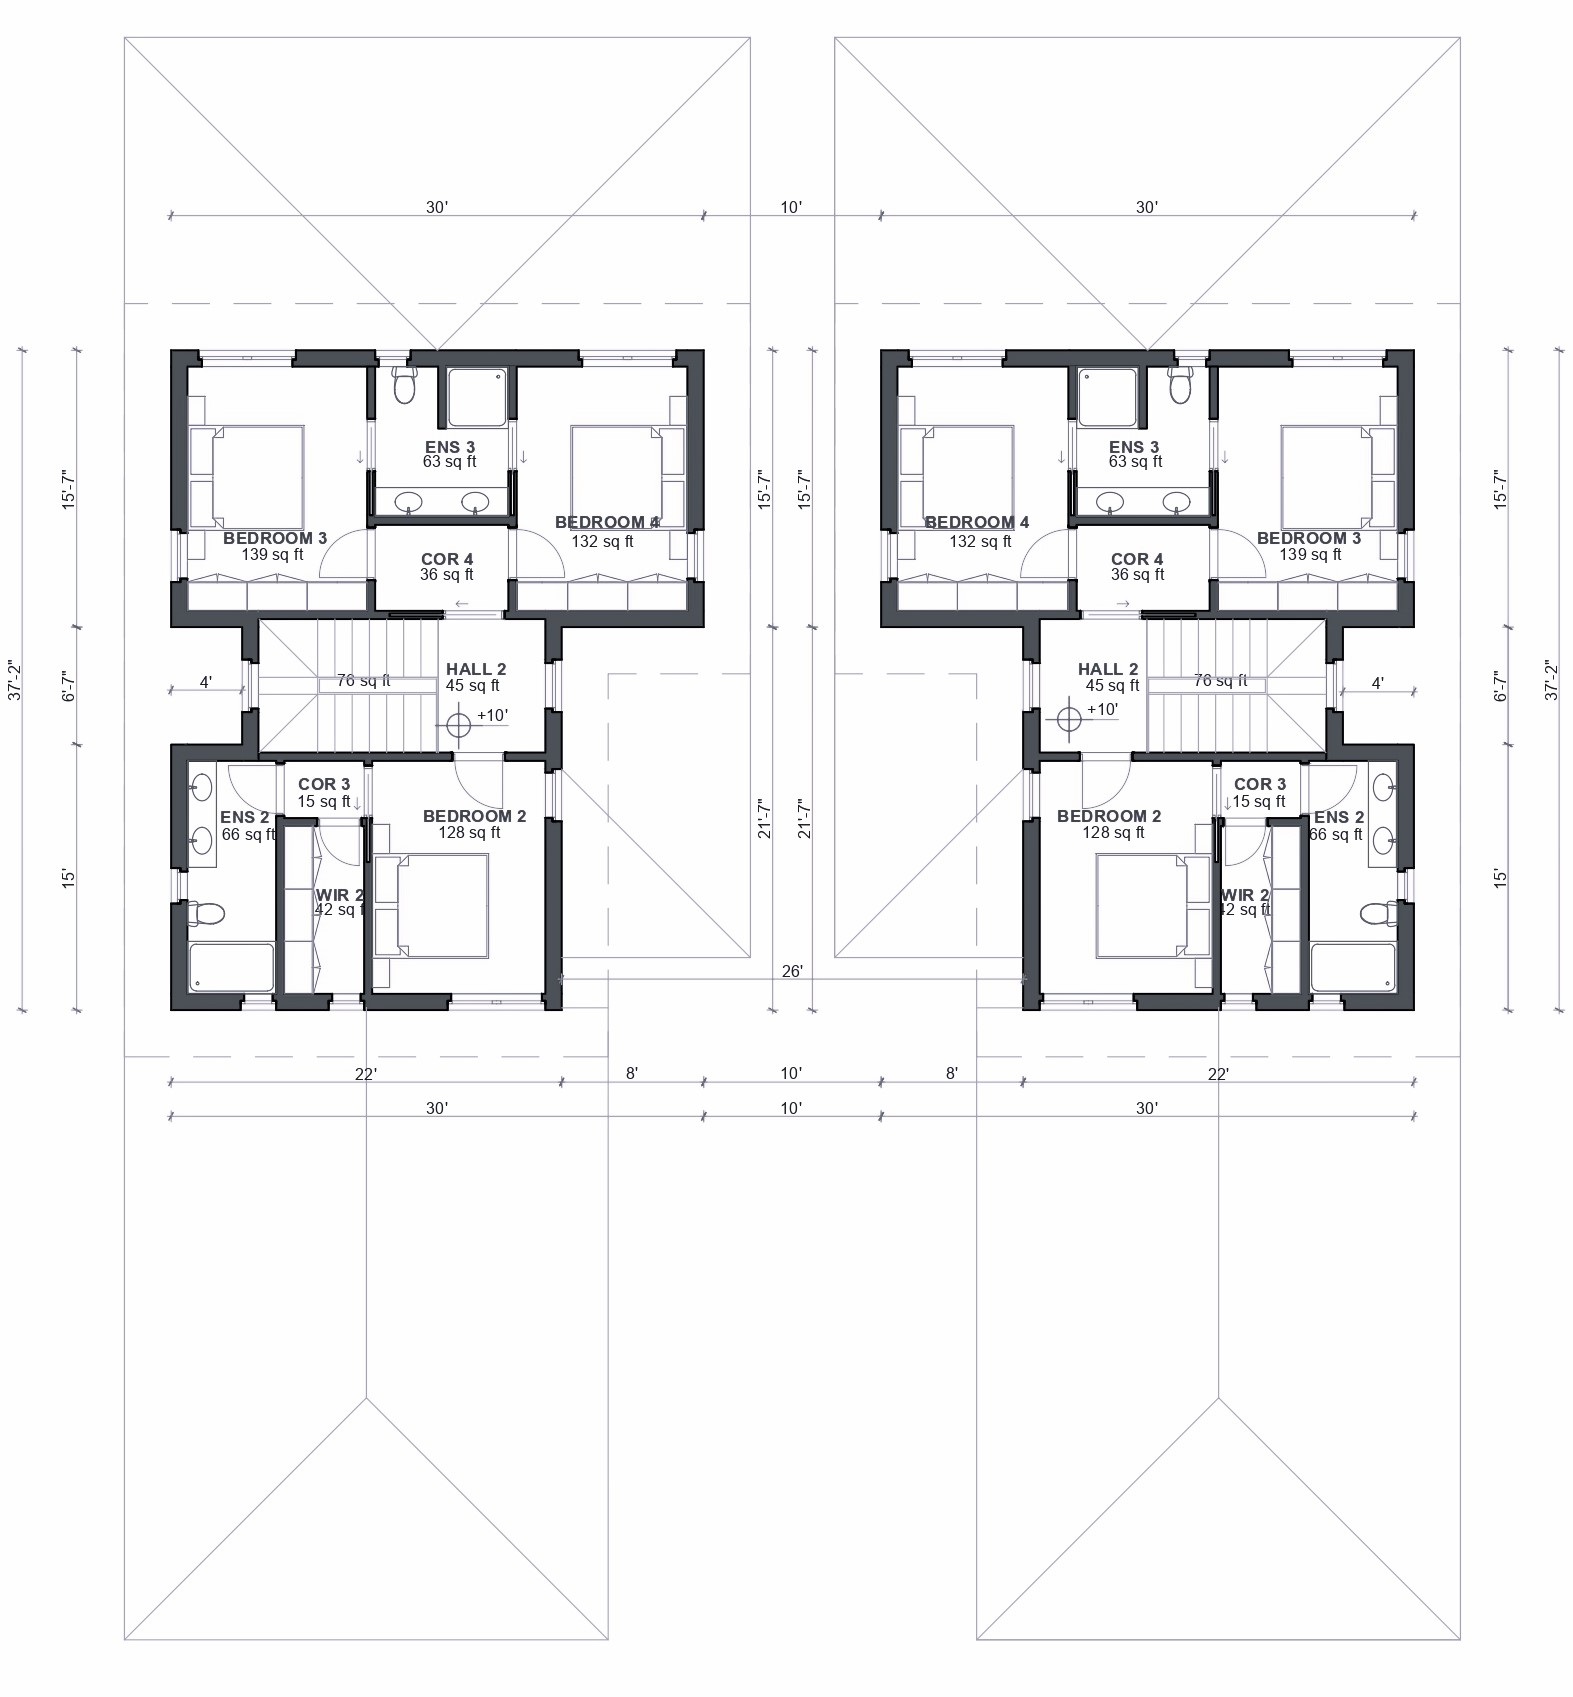 30'
10'
30'
ENS 3
63 sq ft
BEDROOM 4
132 sq ft
BEDROOM 3
139 sq ft
COR 4
36 sq ft
ENS 3
63 sq ft
BEDROOM 4
132 sq ft
BEDROOM 3
139 sq ft
COR 4
36 sq ft
15'-7"
15'-7"
15'-7"
15'-7"
37'-2"
6'-7"
4'
76 sq ft
HALL 2
45 sq ft
+10'
HALL 2
45 sq ft
+10'
76 sq ft
4'
6'-7"
37'-2"
COR 3
15 sq ft
ENS 2
66 sq ft
BEDROOM 2
128 sq ft
WIR 2
42 sq ft
15'
21'-7"
21'-7"
BEDROOM 2
128 sq ft
COR 3
15 sq ft
ENS 2
66 sq ft
WIR 2
42 sq ft
15'
26'
22'
8'
10'
8'
22'
30'
10'
30'